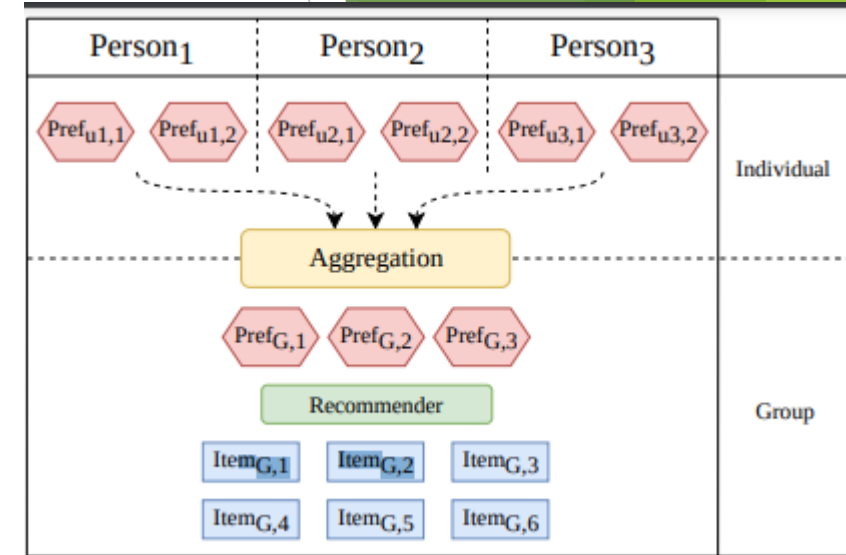 Person1 Person2 Person3
Prefu1,1 Prefu1,2 Prefu2,1 Prefu2,2 Prefu3,1 Prefu3,2
Individual
Aggregation
PrefG,1 PrefG,2 PrefG,3
Recommender
Group
ItemG,1 ItemG,2 ItemG,3
ItemG,4 ItemG,5 ItemG,6